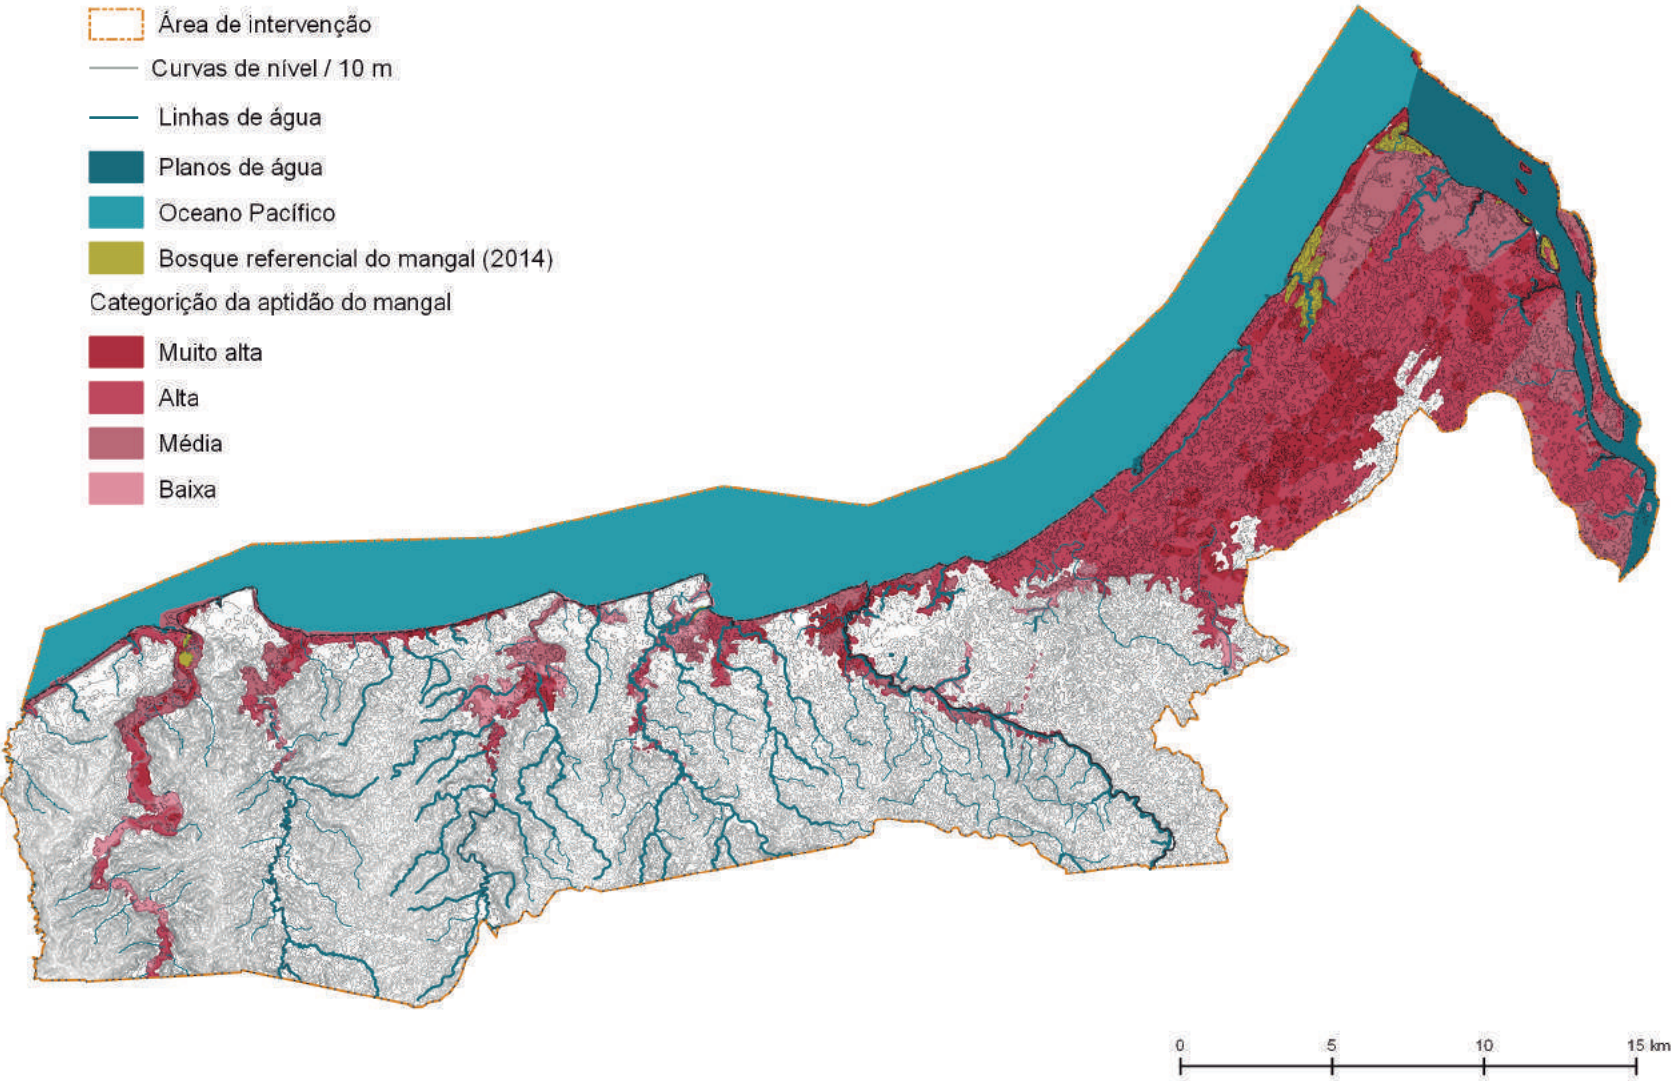 Área de intervenção
Curvas de nível / 10 m
Linhas de água
Planos de água
Oceano Pacífico
Bosque referencial do mangal (2014)
Categorição da aptidão do mangal
Muito alta
Alta
Média
Baixa
0 5 10 15 km